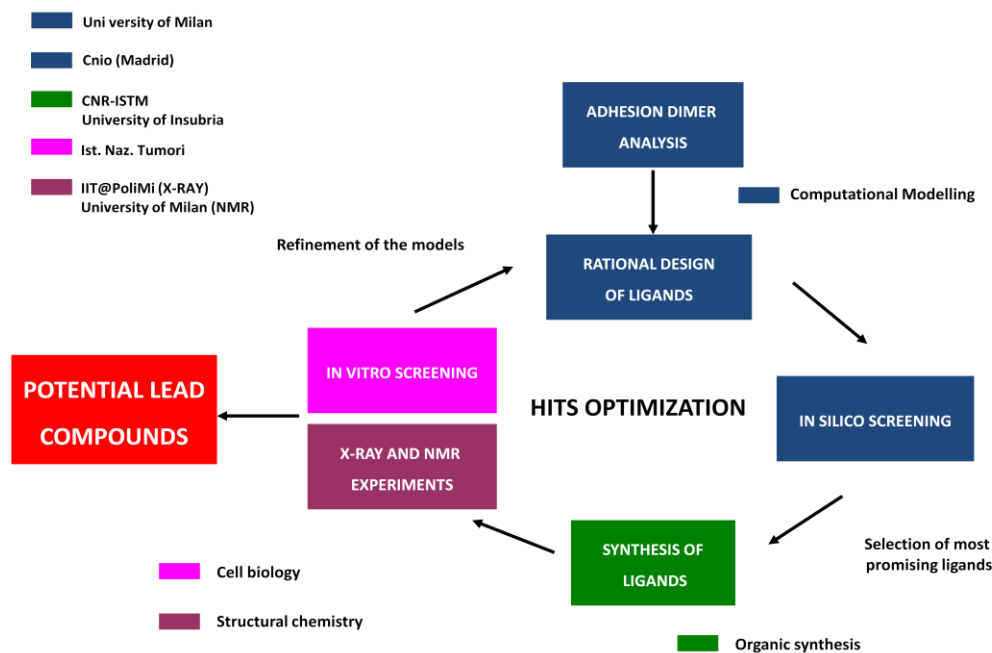 Uni versity of Milan
Cnio (Madrid)
CNR-ISTM
University of Insubria
Ist. Naz. Tumori
IIT@PoliMi (X-RAY)
University of Milan (NMR)
ADHESION DIMER
ANALYSIS
Computational Modelling
Refinement of the models
RATIONAL DESIGN
OF LIGANDS
IN VITRO SCREENING
POTENTIAL LEAD
COMPOUNDS
HITS OPTIMIZATION
IN SILICO SCREENING
X-RAY AND NMR
EXPERIMENTS
SYNTHESIS OF
LIGANDS
Selection of most
promising ligands
Cell biology
Structural chemistry
Organic synthesis